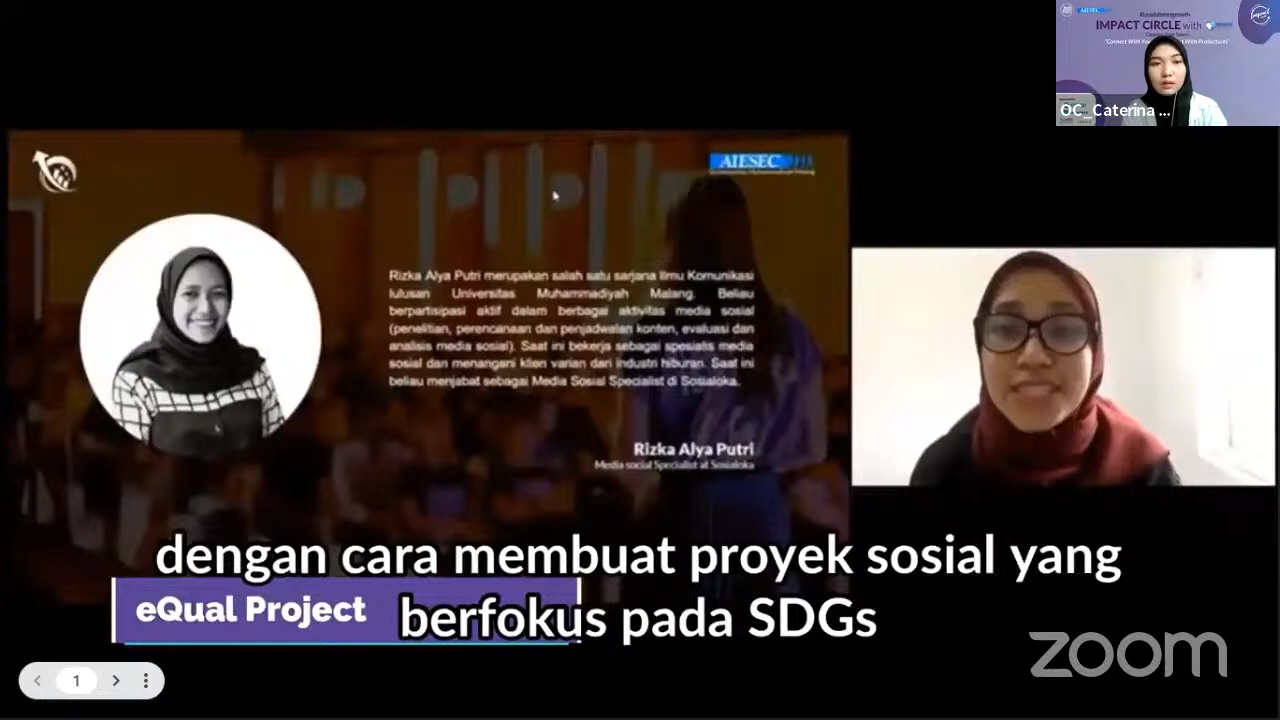 AIESEC
IMPACT CIRCLE with
OC_Caterina ...
AIESEC
Rizka Alya Putri merupakan salah satu sarjana Ilmu Komunikasi
lulusan Universitas Muhammadiyah Malang. Beliau
berpartisipasi aktif dalam berbagai aktivitas media sosial
(penelitian, perencanaan dan penjadwalan konten, evaluasi dan
analisis media sosial). Saat ini bekerja sebagai spesialis media
sosial dan menangani klien varian dari industri hiburan. Saat ini
beliau menjabat sebagai Media Sosial Specialist di Sosialoka.
Rizka Alya Putri
Media social Specialist at Sosialoka
dengan cara membuat proyek sosial yang
berfokus pada SDGs
eQual Project
1
zoom